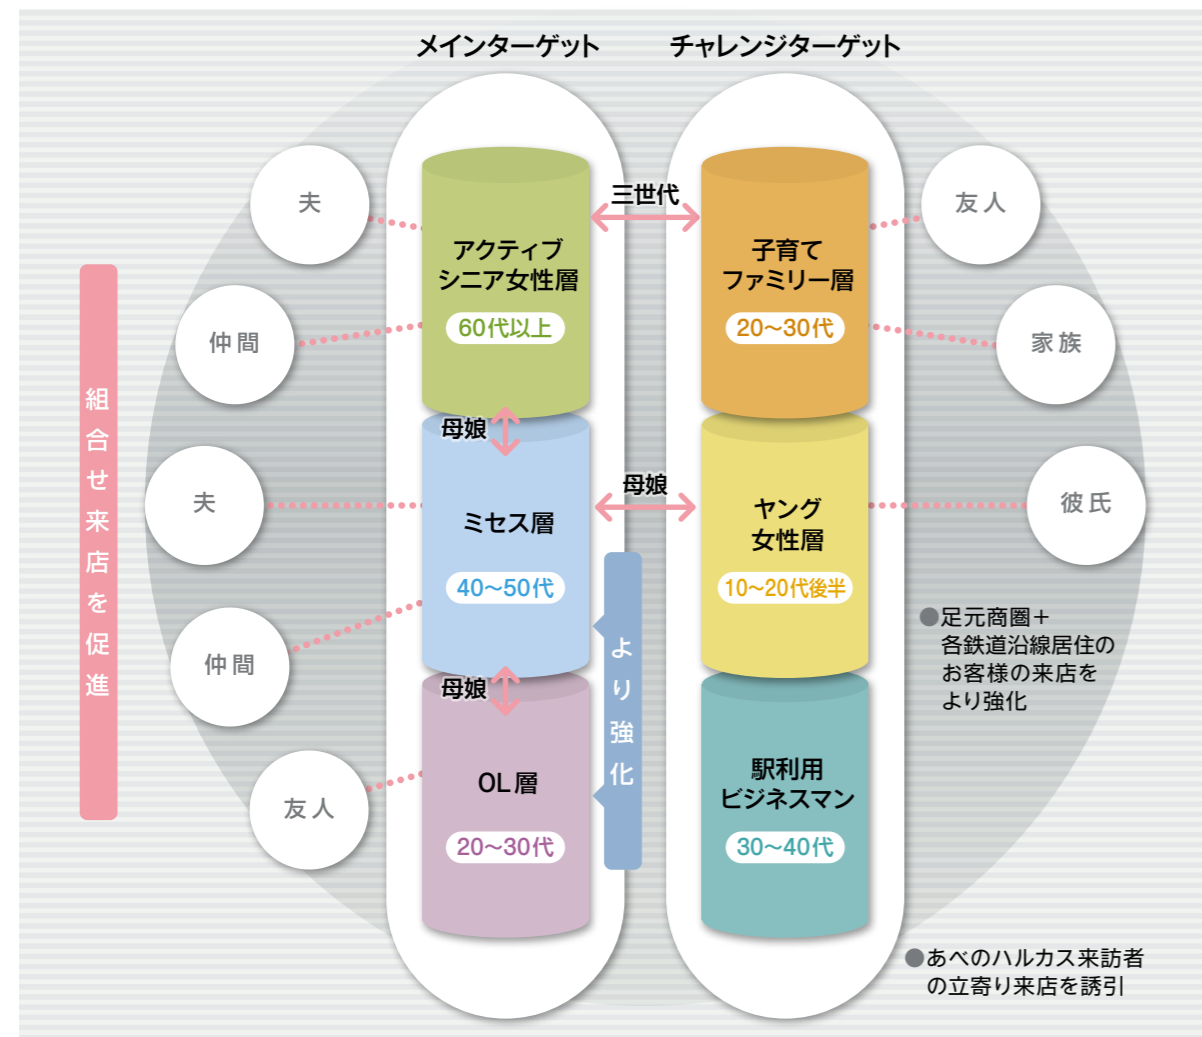 メインターゲット
チャレンジターゲット
三世代
夫
友人
アクティブ
シニア女性層
60代以上
子育て
ファミリー層
20〜30代
仲間
家族
組合せ来店を促進
母娘
母娘
夫
ミセス層
40〜50代
ヤング
女性層
10〜20代後半
彼氏
より強化
仲間
●足元商圏＋
各鉄道沿線居住の
お客様の来店を
より強化
母娘
友人
OL層
20〜30代
駅利用
ビジネスマン
30〜40代
●あべのハルカス来訪者
の立寄り来店を誘引